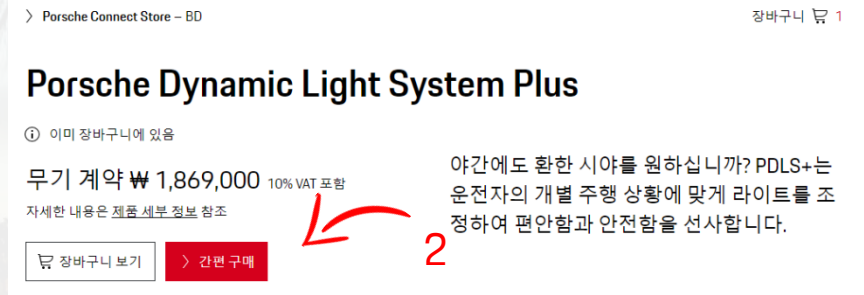 Porsche Connect Store – BD
장바구니 1
Porsche Dynamic Light System Plus
이미 장바구니에 있음
무기 계약 ₩ 1,869,000 10% VAT 포함
자세한 내용은 제품 세부 정보 참조
장바구니 보기
간편 구매
2
야간에도 환한 시야를 원하십니까? PDLS+는
운전자의 개별 주행 상황에 맞게 라이트를 조
정하여 편안함과 안전함을 선사합니다.